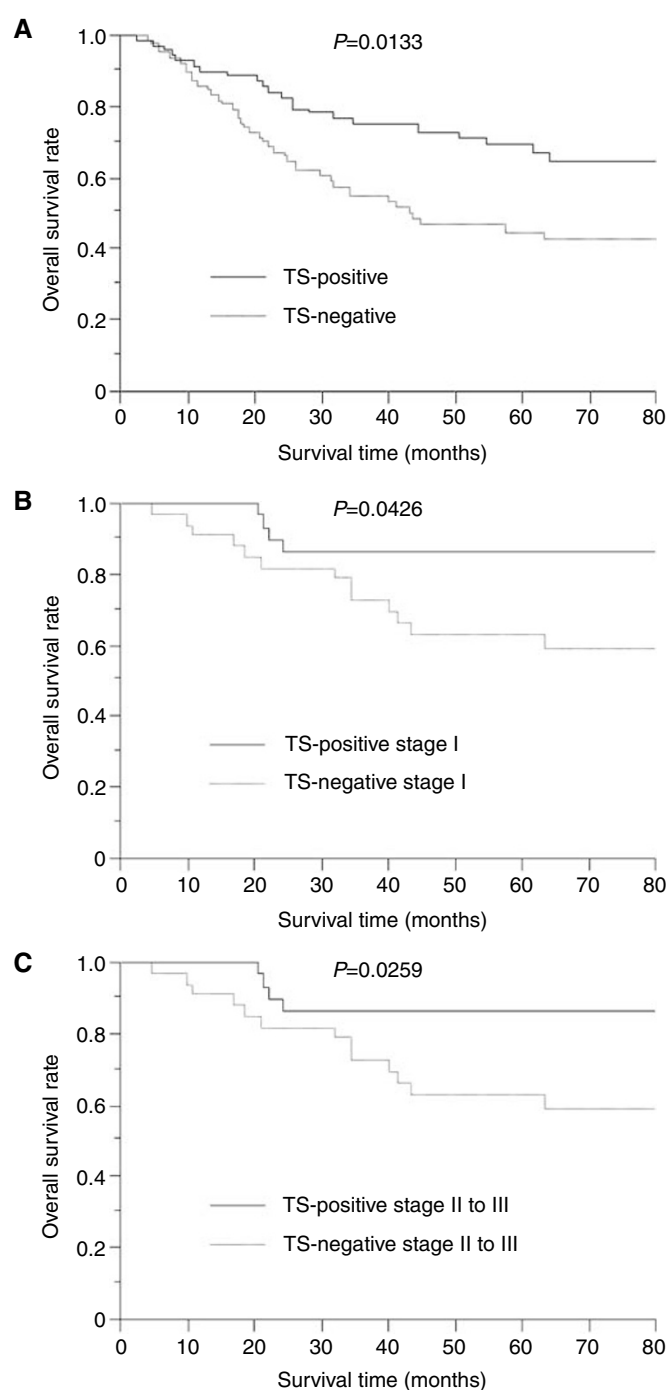 A
P=0.0133
Overall survival rate
1.0
0.8
0.6
0.4
0.2
0
TS-positive
TS-negative
0 10 20 30 40 50 60 70 80
Survival time (months)
B
P=0.0426
Overall survival rate
1.0
0.8
0.6
0.4
0.2
0
TS-positive stage I
TS-negative stage I
0 10 20 30 40 50 60 70 80
Survival time (months)
C
P=0.0259
Overall survival rate
1.0
0.8
0.6
0.4
0.2
0
TS-positive stage II to III
TS-negative stage II to III
0 10 20 30 40 50 60 70 80
Survival time (months)